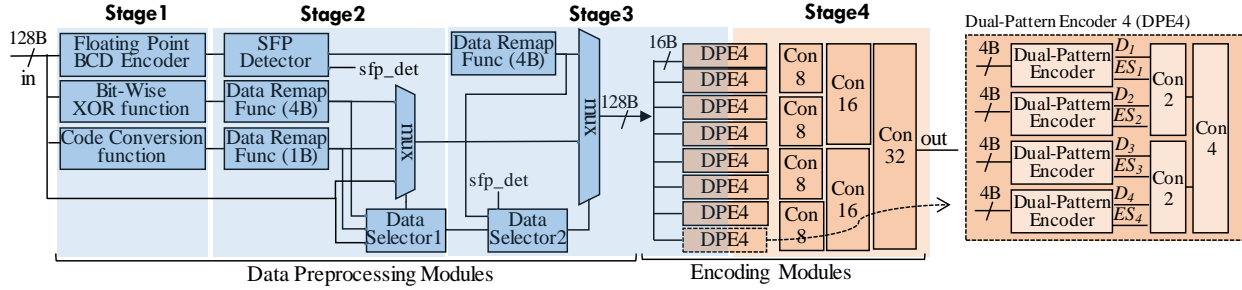 Stage1
Stage2
Stage3
Stage4
128B
in
Floating Point
BCD Encoder
SFP
Detector
sfp_det
Data Remap
Func (4B)
Bit-Wise
XOR function
Data Remap
Func (4B)
Code Conversion
function
Data Remap
Func (1B)
mux
mux
128B
sfp_det
Data
Selector1
Data
Selector2
16B
DPE4
DPE4
DPE4
DPE4
DPE4
DPE4
DPE4
DPE4
Con
8
Con
8
Con
8
Con
8
Con
16
Con
16
Con
32
out
Data Preprocessing Modules
Encoding Modules
Dual-Pattern Encoder 4 (DPE4)
4B
Dual-Pattern
Encoder
D1
ES1
4B
Dual-Pattern
Encoder
D2
ES2
4B
Dual-Pattern
Encoder
D3
ES3
4B
Dual-Pattern
Encoder
D4
ES4
Con
2
Con
2
Con
4